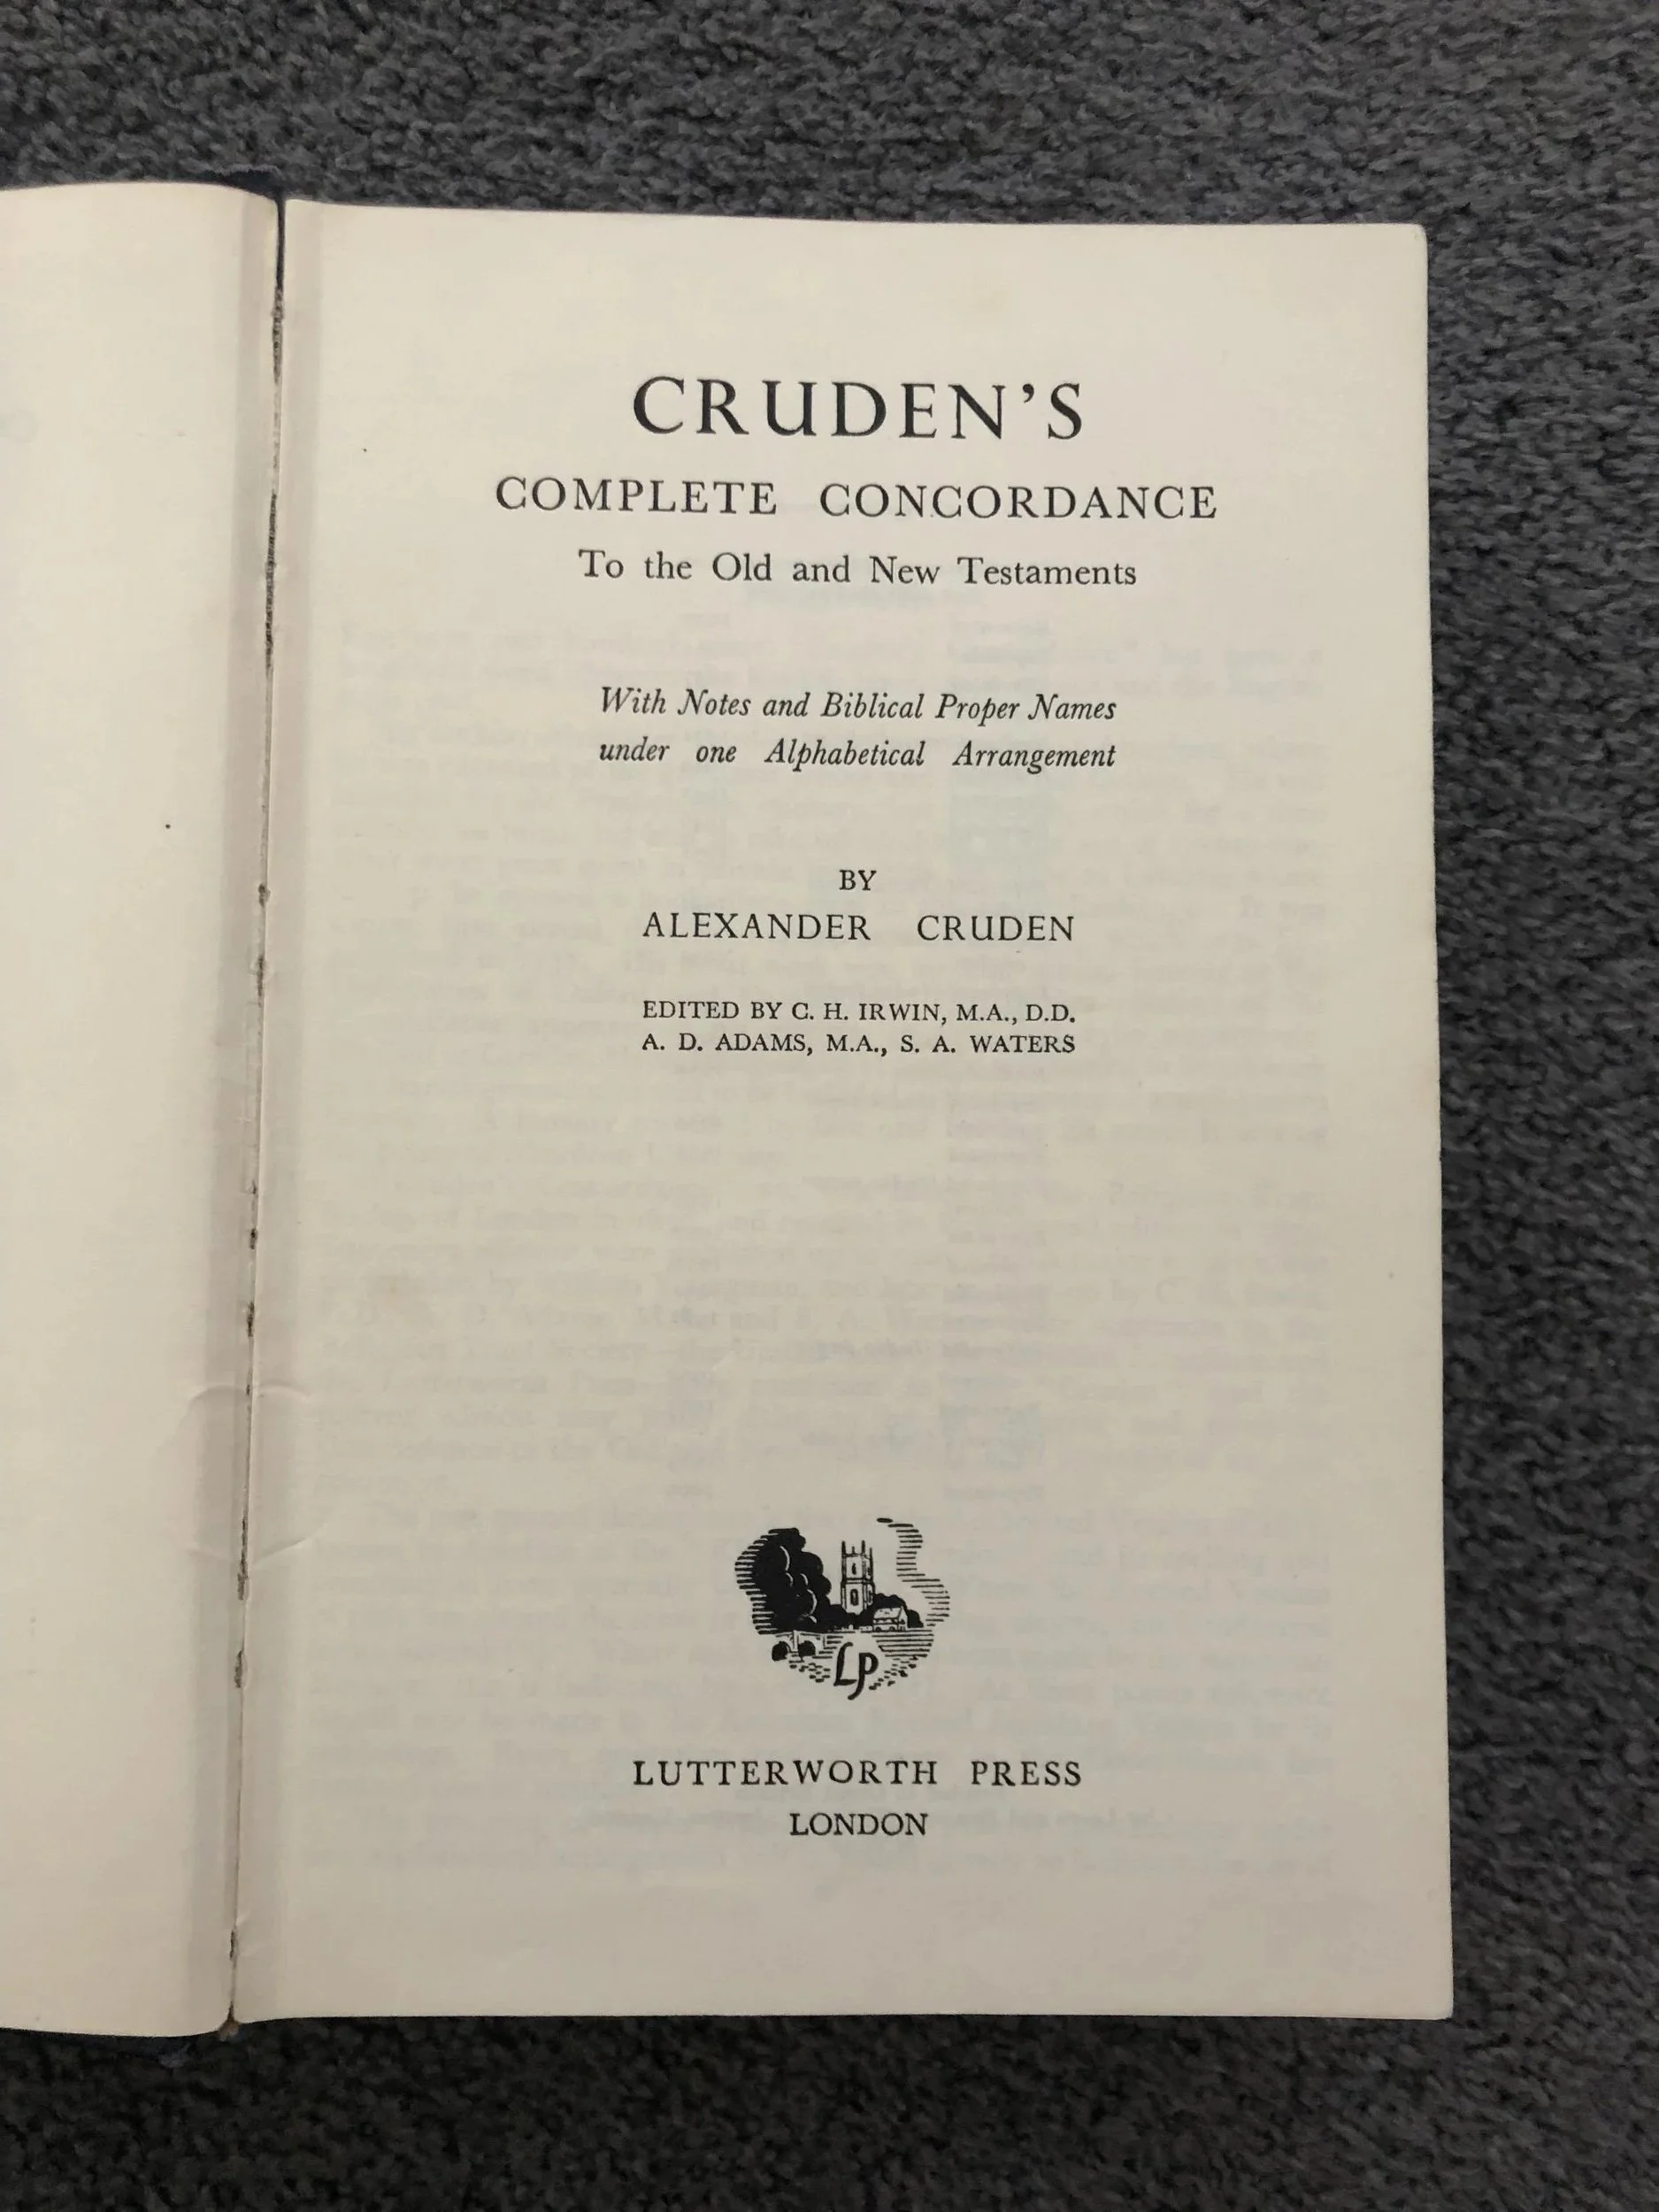 CRUDEN'S
COMPLETE CONCORDANCE
To the Old and New Testaments
With Notes and Biblical Proper Names
under one Alphabetical Arrangement
BY
ALEXANDER CRUDEN
EDITED BY C. H. IRWIN, M.A., D.D.
A. D. ADAMS, M.A., S. A. WATERS
LP
LUTTERWORTH PRESS
LONDON